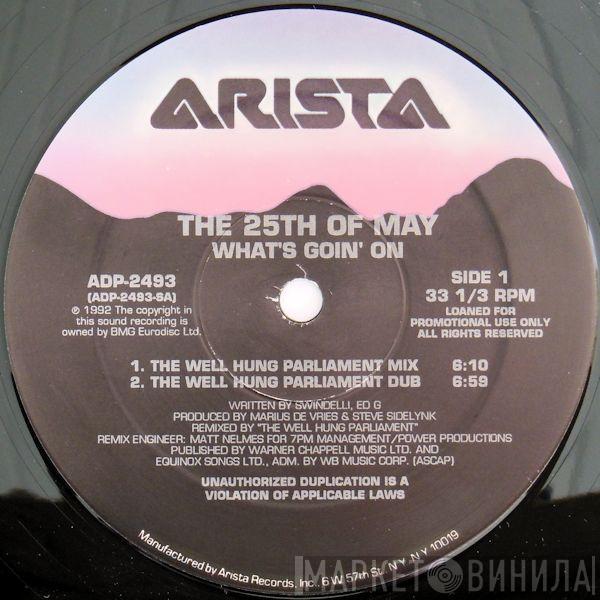 ARISTA
THE 25TH OF MAY
WHAT'S GOIN' ON
ADP-2493
(ADP-2493-SA)
℗ 1992 The copyright in
this sound recording is
owned by BMG Eurodisc Ltd.
SIDE 1
33 1/3 RPM
LOANED FOR
PROMOTIONAL USE ONLY
ALL RIGHTS RESERVED
1. THE WELL HUNG PARLIAMENT MIX 6:10
2. THE WELL HUNG PARLIAMENT DUB 6:59
WRITTEN BY SWINDELLI, ED G
PRODUCED BY MARIUS DE VRIES & STEVE SIDELYNK
REMIXED BY "THE WELL HUNG PARLIAMENT"
REMIX ENGINEER: MATT NELMES FOR 7PM MANAGEMENT/POWER PRODUCTIONS
PUBLISHED BY WARNER CHAPPELL MUSIC LTD. AND
EQUINOX SONGS LTD., ADM. BY WB MUSIC CORP. (ASCAP)
UNAUTHORIZED DUPLICATION IS A
VIOLATION OF APPLICABLE LAWS
Manufactured by Arista Records, Inc. 6 W 57th St., N.Y., N.Y 10019
МАРКЕТ ВИНИЛА